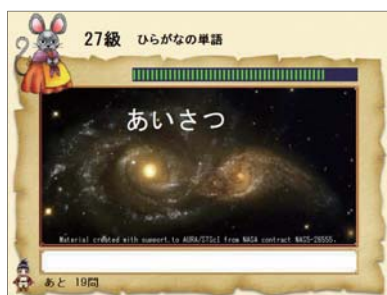 27級 ひらがなの単語
あいさつ
Material created with support to AURA/STScI from NASA contract NAS5-26555.
あと 19問